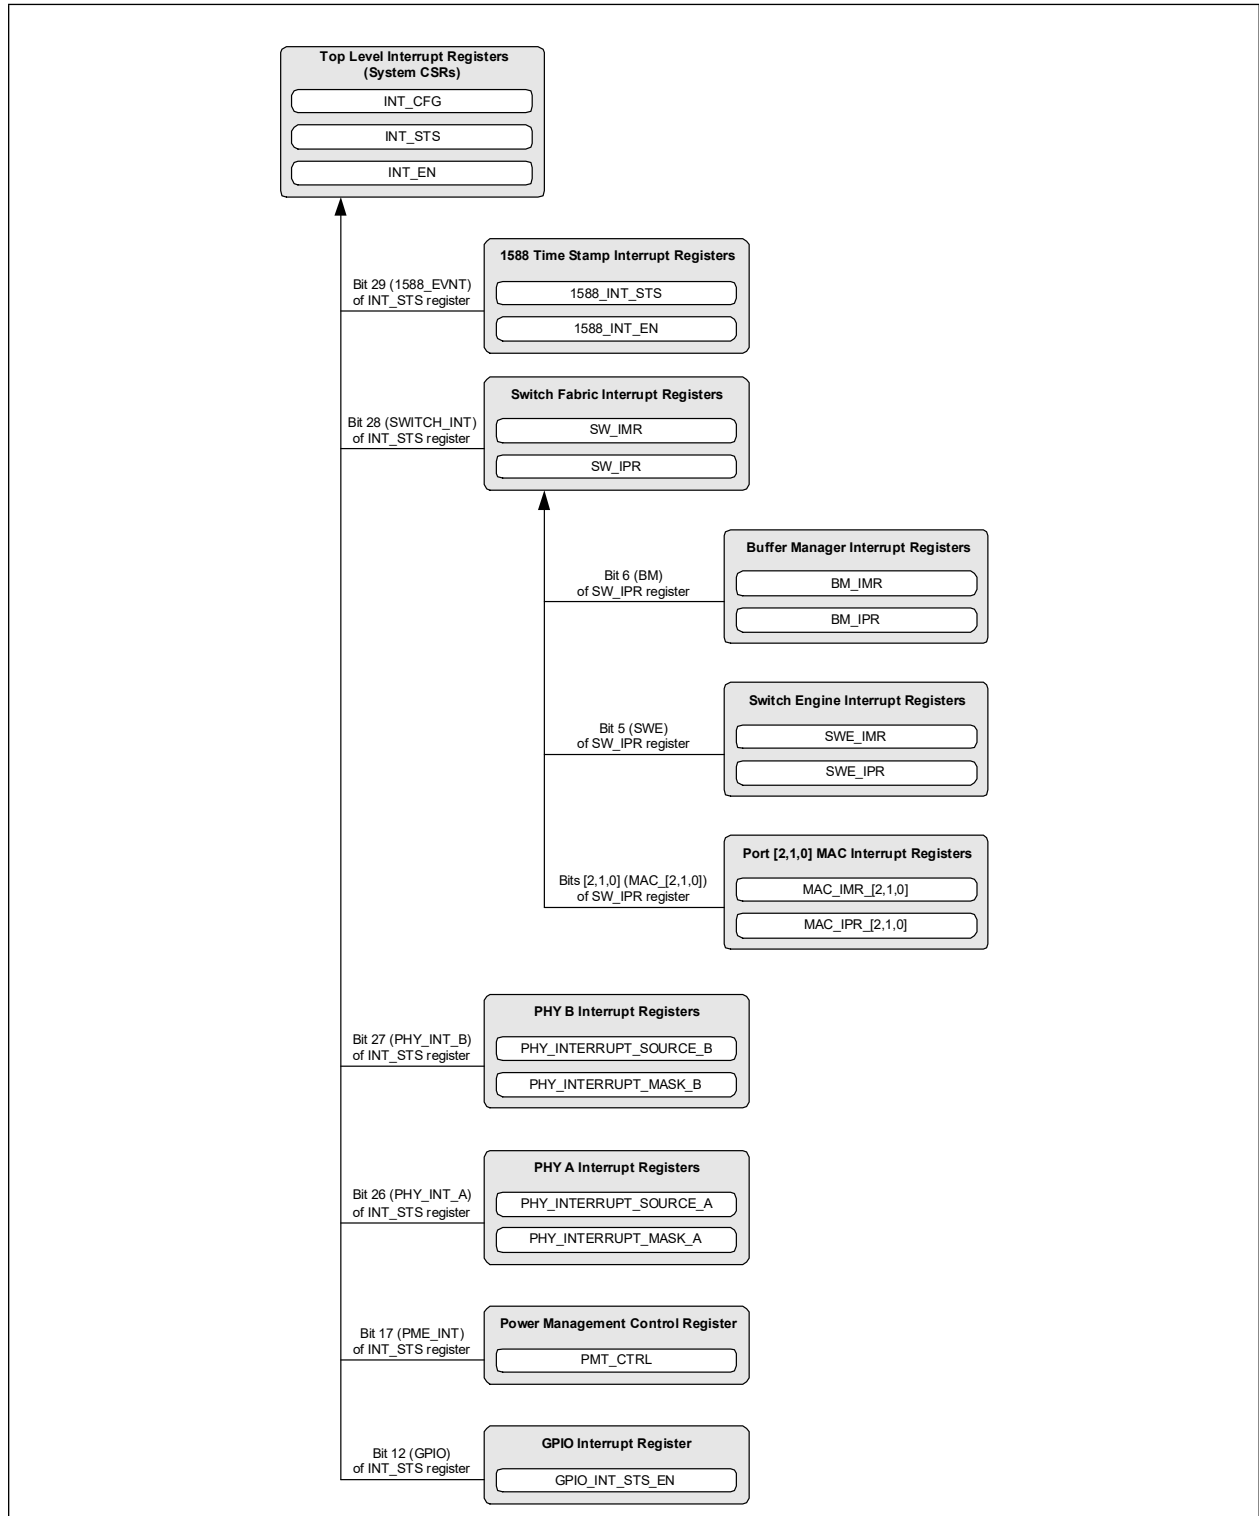 Top Level Interrupt Registers
(System CSRs)
INT_CFG
INT_STS
INT_EN
Bit 29 (1588_EVNT)
of INT_STS register
1588 Time Stamp Interrupt Registers
1588_INT_STS
1588_INT_EN
Bit 28 (SWITCH_INT)
of INT_STS register
Switch Fabric Interrupt Registers
SW_IMR
SW_IPR
Bit 6 (BM)
of SW_IPR register
Buffer Manager Interrupt Registers
BM_IMR
BM_IPR
Bit 5 (SWE)
of SW_IPR register
Switch Engine Interrupt Registers
SWE_IMR
SWE_IPR
Bits [2,1,0] (MAC_[2,1,0])
of SW_IPR register
Port [2,1,0] MAC Interrupt Registers
MAC_IMR_[2,1,0]
MAC_IPR_[2,1,0]
Bit 27 (PHY_INT_B)
of INT_STS register
PHY B Interrupt Registers
PHY_INTERRUPT_SOURCE_B
PHY_INTERRUPT_MASK_B
Bit 26 (PHY_INT_A)
of INT_STS register
PHY A Interrupt Registers
PHY_INTERRUPT_SOURCE_A
PHY_INTERRUPT_MASK_A
Bit 17 (PME_INT)
of INT_STS register
Power Management Control Register
PMT_CTRL
Bit 12 (GPIO)
of INT_STS register
GPIO Interrupt Register
GPIO_INT_STS_EN